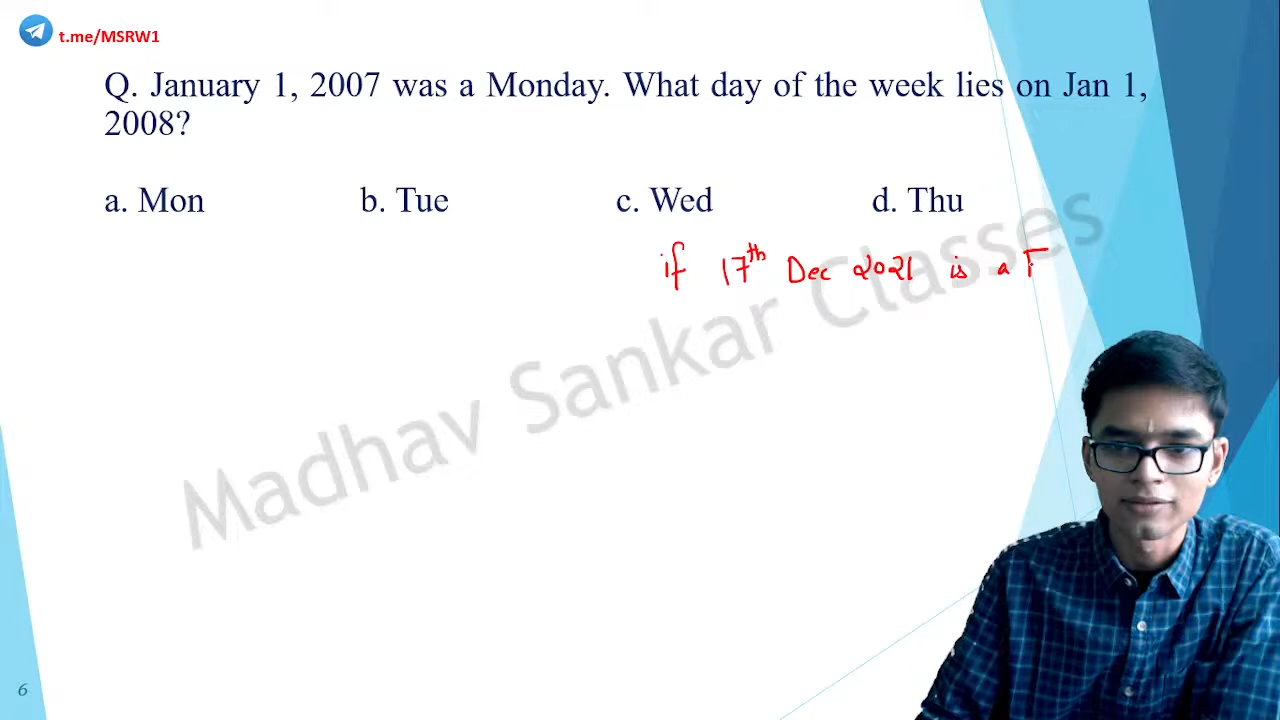 t.me/MSRW1
Q. January 1, 2007 was a Monday. What day of the week lies on Jan 1,
2008?
a. Mon b. Tue c. Wed d. Thu
if 17th Dec 2021 is a F
Madhav Sankar Classes
6